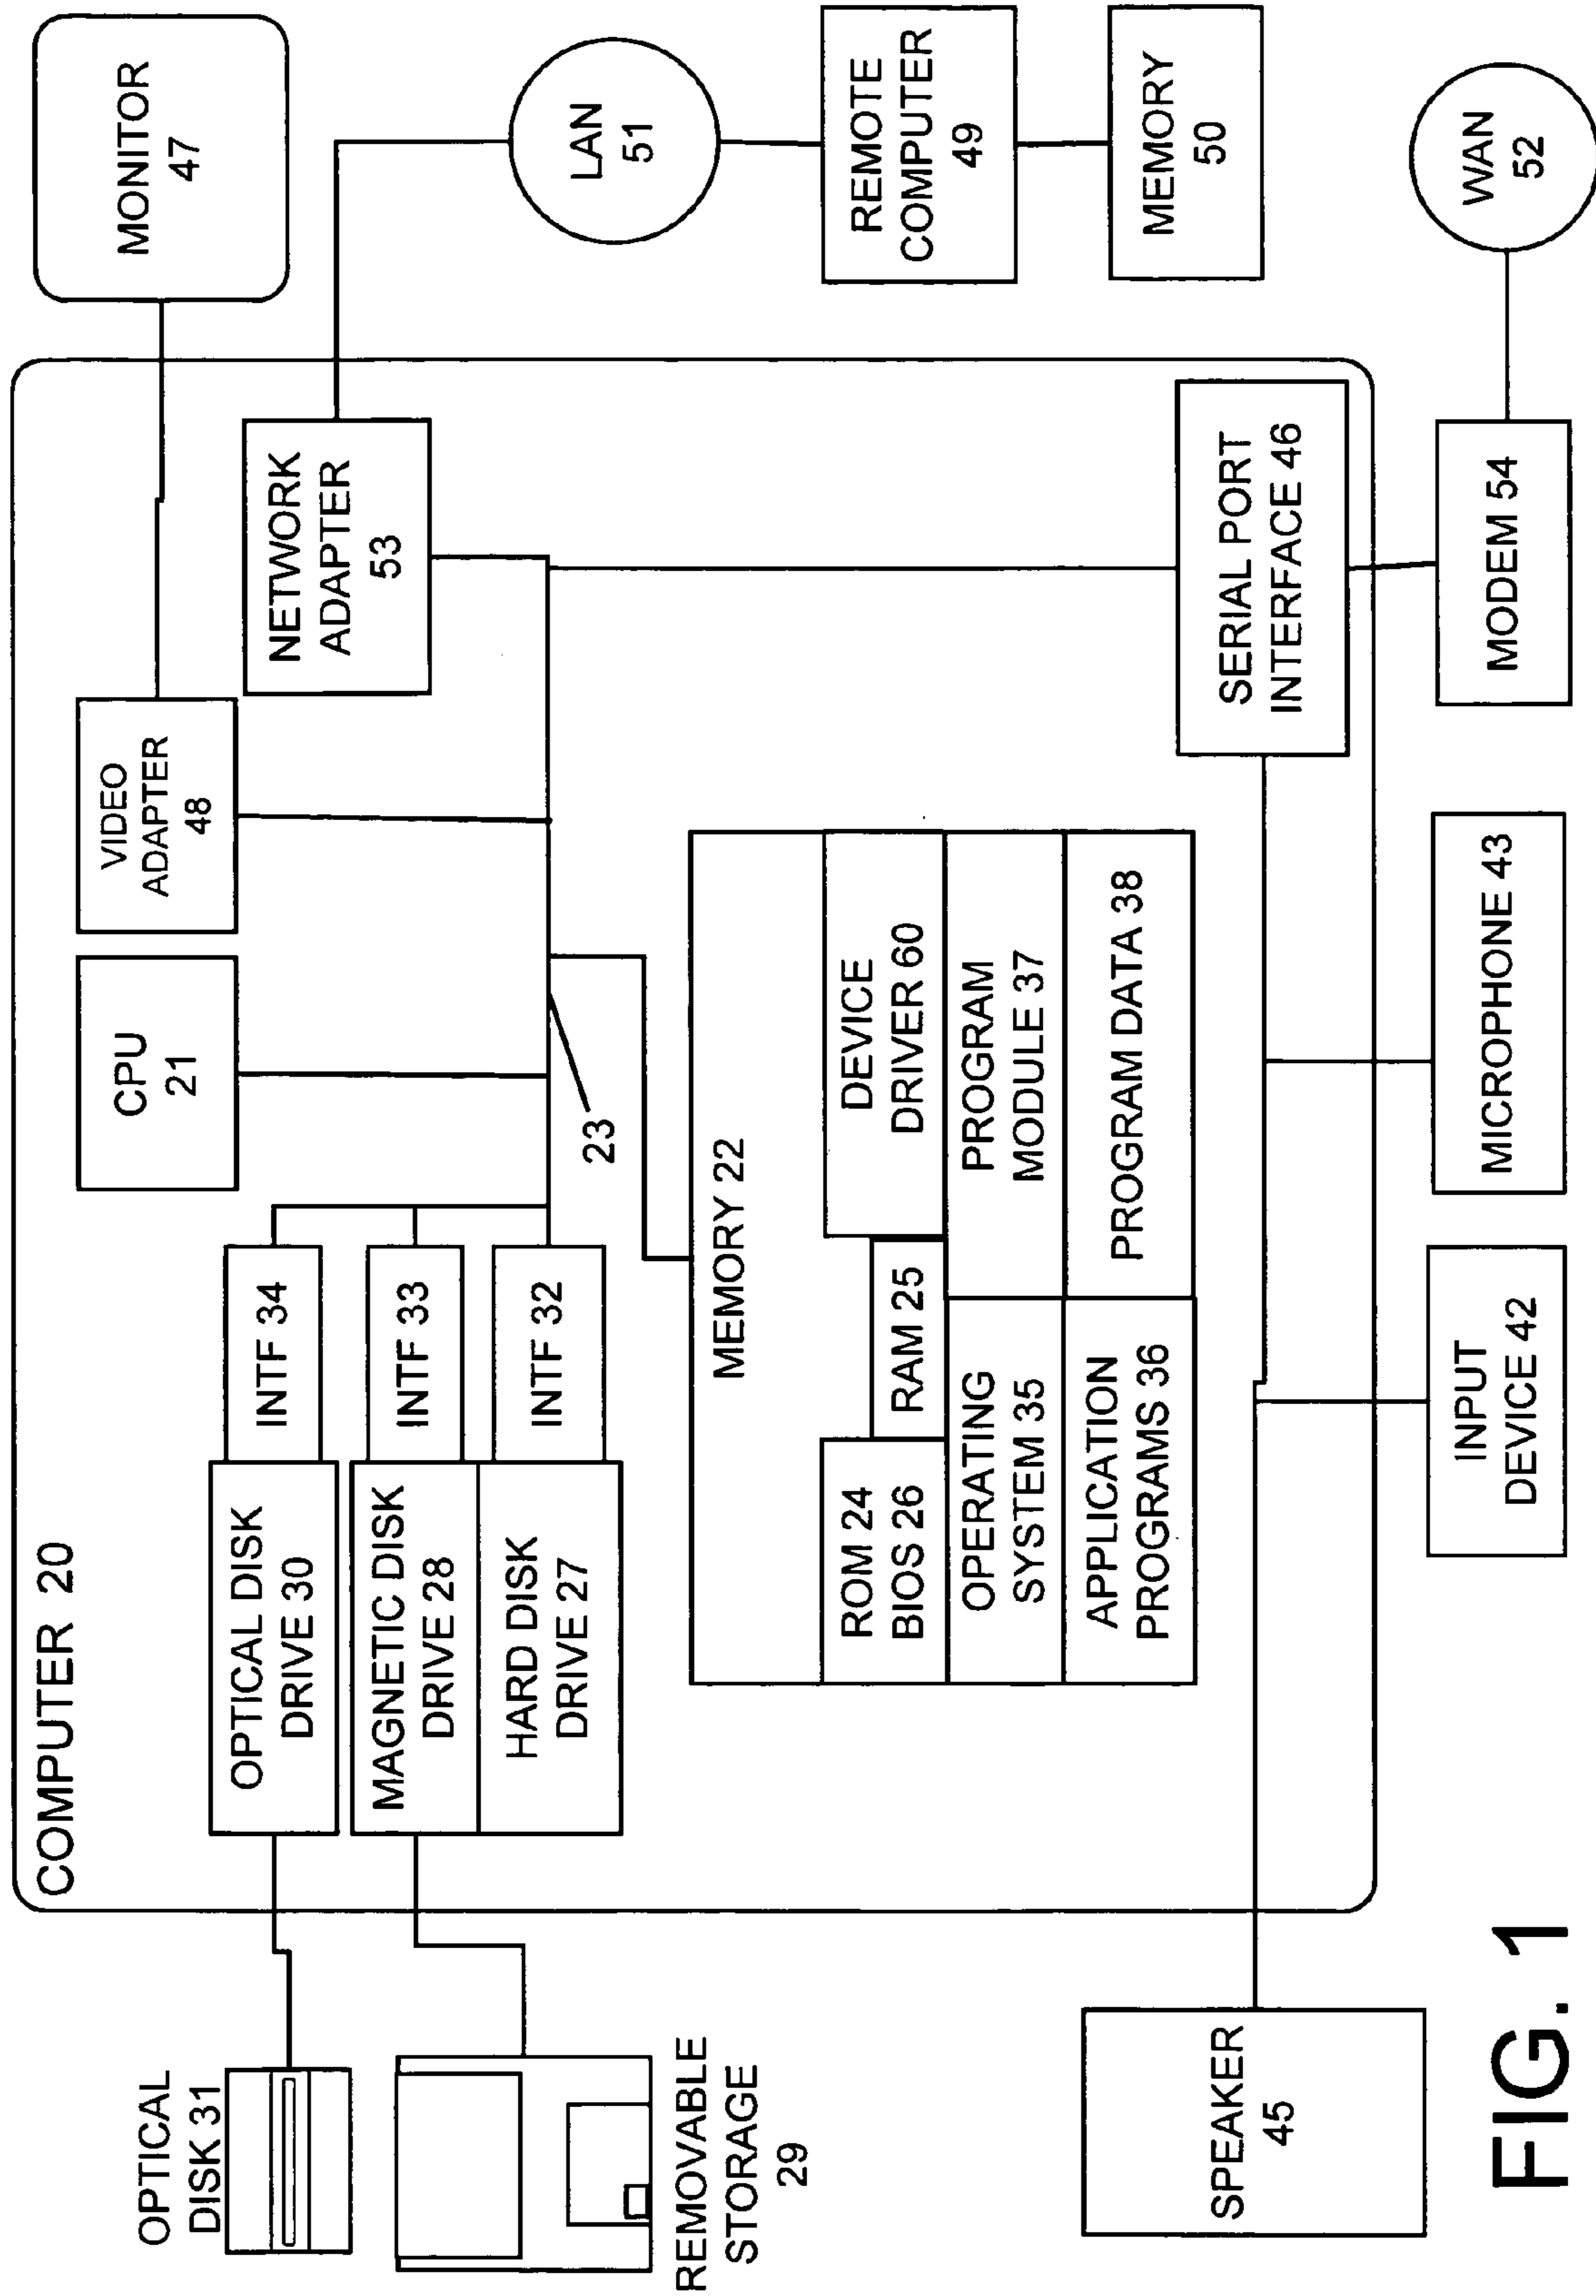 COMPUTER 20
MONITOR
47
VIDEO
ADAPTER
48
CPU
21
NETWORK
ADAPTER
53
OPTICAL
DISK 31
OPTICAL DISK
DRIVE 30
INTF 34
MAGNETIC DISK
DRIVE 28
INTF 33
HARD DISK
DRIVE 27
INTF 32
23
LAN
51
REMOVABLE
STORAGE
29
MEMORY 22
ROM 24
BIOS 26
RAM 25
DEVICE
DRIVER 60
OPERATING
SYSTEM 35
PROGRAM
MODULE 37
APPLICATION
PROGRAMS 36
PROGRAM DATA 38
REMOTE
COMPUTER
49
MEMORY
50
SPEAKER
45
SERIAL PORT
INTERFACE 46
INPUT
DEVICE 42
MICROPHONE 43
MODEM 54
WAN
52
FIG. 1